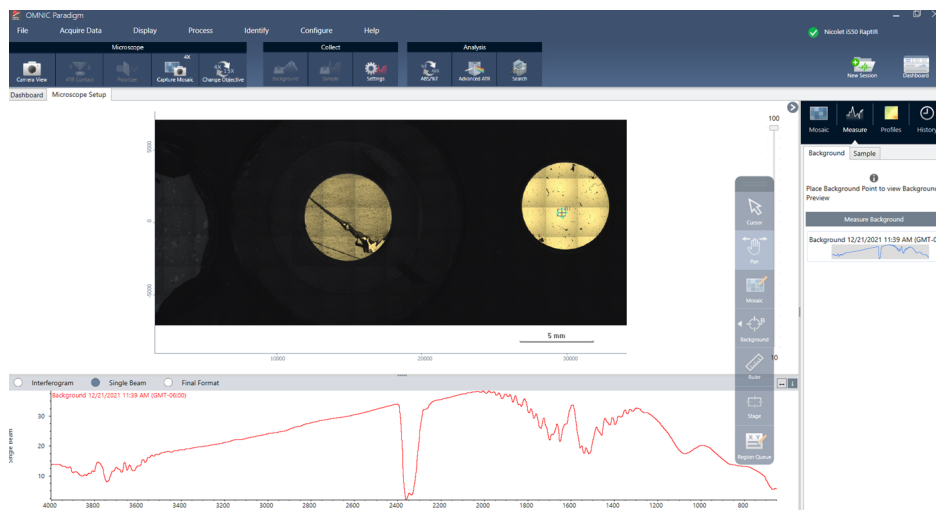 OMNIC Paradigm
File Acquire Data Display Process Identify Configure Help
Nicolet iS50 RaptIR
Microscope Collect Analysis
4X
Camera View ATR Contact Polarizer Capture Mosaic Change Objective Background Sample Settings ABS/%T Advanced ATR Search New Session Dashboard
Dashboard Microscope Setup
100
Mosaic Measure Profiles History
Background Sample
Place Background Point to view Background
Preview
Measure Background
Background 12/21/2021 11:39 AM (GMT-0
5000
0
-5000
5 mm
10000 20000 30000
10
Cursor
Pan
Mosaic
Background
Ruler
Stage
X Y
Region Queue
Interferogram Single Beam Final Format
Background 12/21/2021 11:39 AM (GMT-06:00)
Single Beam
30
20
10
4000 3800 3600 3400 3200 3000 2800 2600 2400 2200 2000 1800 1600 1400 1200 1000 800